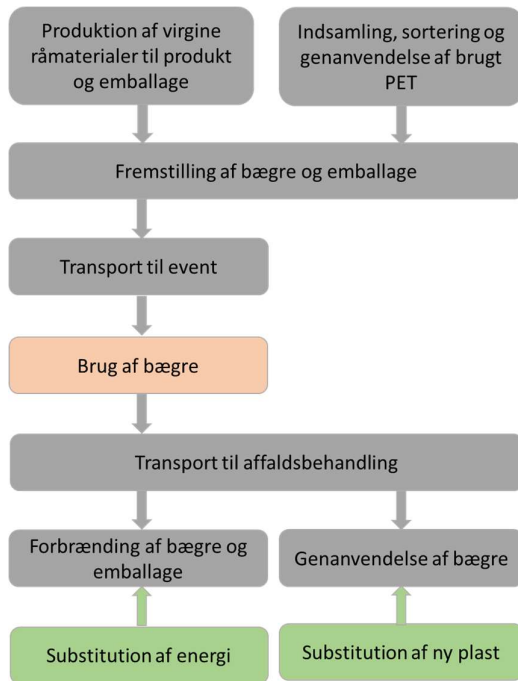 Produktion af virgine
råmaterialer til produkt
og emballage
Indsamling, sortering og
genanvendelse af brugt
PET
Fremstilling af bægre og emballage
Transport til event
Brug af bægre
Transport til affaldsbehandling
Forbrænding af bægre og
emballage
Genanvendelse af bægre
Substitution af energi
Substitution af ny plast